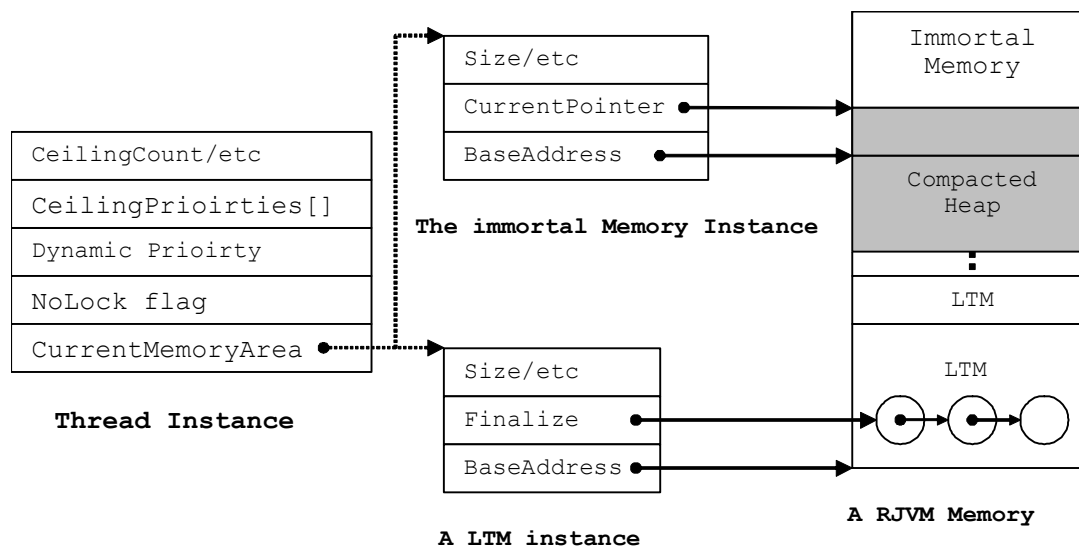 CeilingCount/etc
CeilingPrioirties[]
Dynamic Prioirty
NoLock flag
CurrentMemoryArea
Thread Instance
Size/etc
CurrentPointer
BaseAddress
The immortal Memory Instance
Size/etc
Finalize
BaseAddress
A LTM instance
Immortal
Memory
Compacted
Heap
LTM
LTM
A RJVM Memory